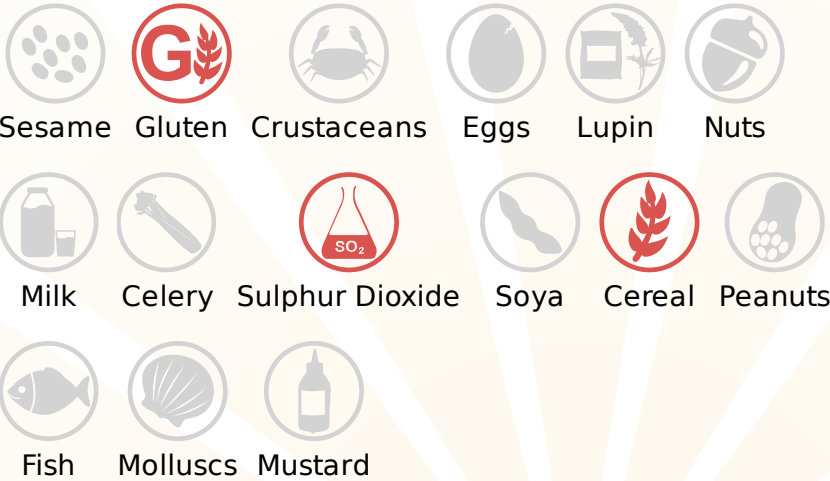 G
Sesame Gluten Crustaceans Eggs Lupin Nuts
SO₂
Milk Celery Sulphur Dioxide Soya Cereal Peanuts
Fish Molluscs Mustard